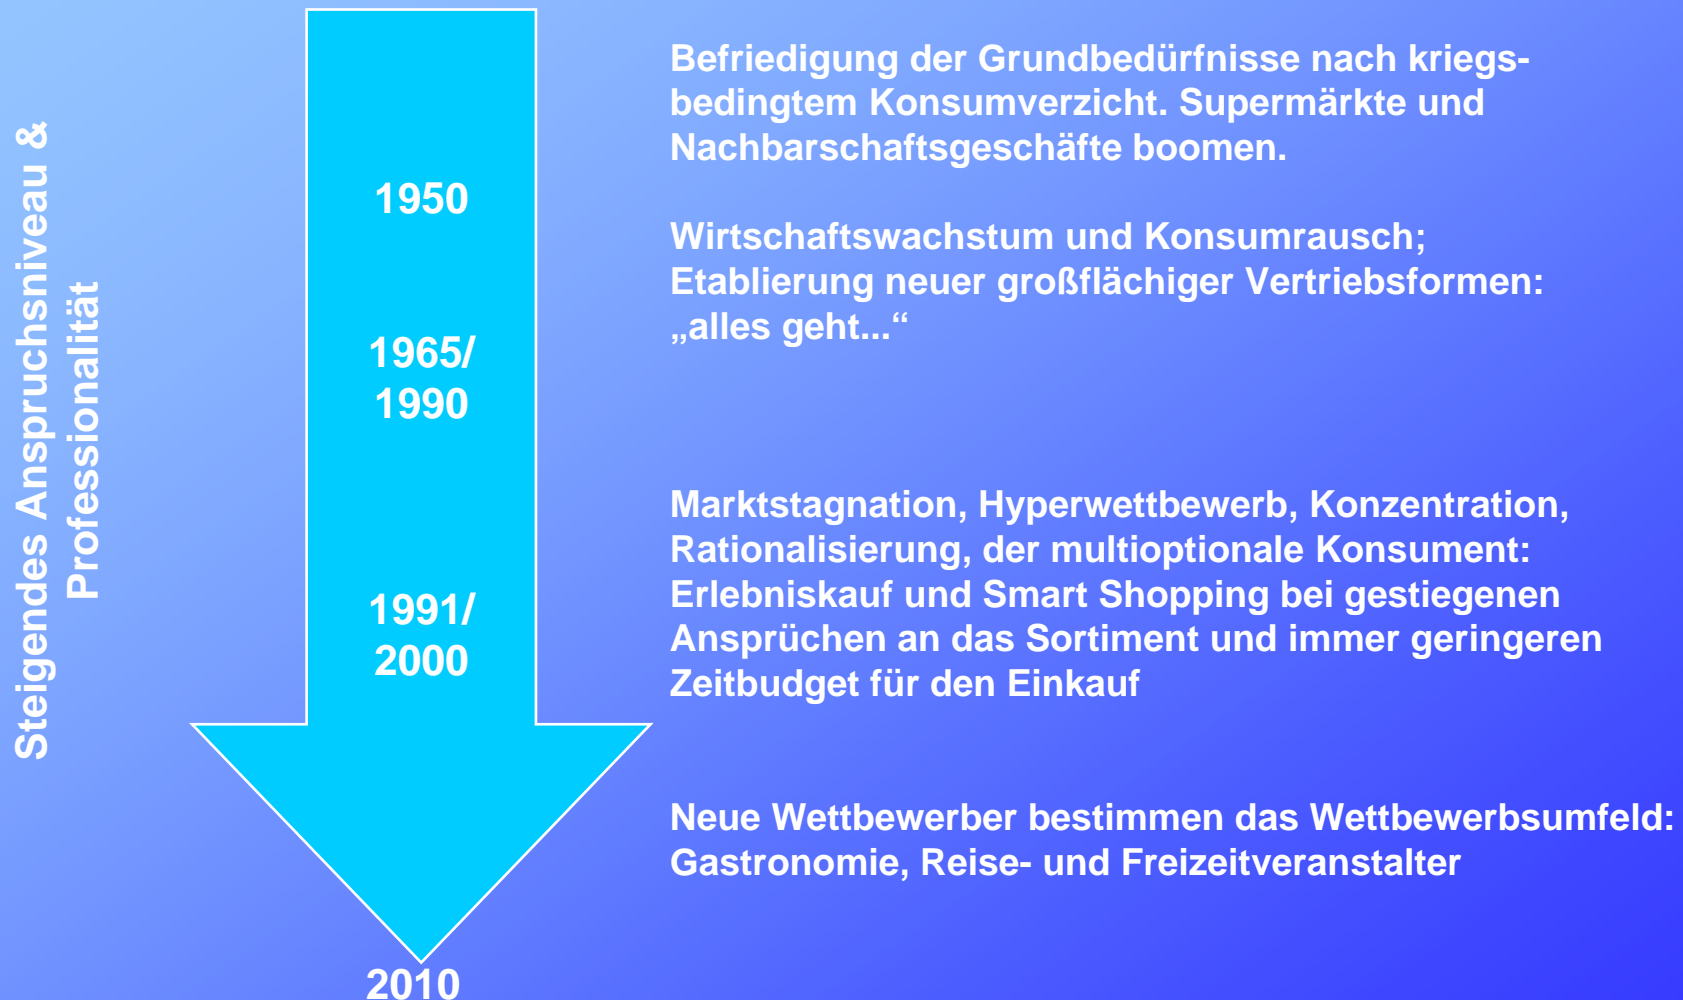 Steigendes Anspruchsniveau &
Professionalität
1950
1965/
1990
1991/
2000
2010
Befriedigung der Grundbedürfnisse nach kriegs-
bedingtem Konsumverzicht. Supermärkte und
Nachbarschaftsgeschäfte boomen.
Wirtschaftswachstum und Konsumrausch;
Etablierung neuer großflächiger Vertriebsformen:
„alles geht...“
Marktstagnation, Hyperwettbewerb, Konzentration,
Rationalisierung, der multioptionale Konsument:
Erlebniskauf und Smart Shopping bei gestiegenen
Ansprüchen an das Sortiment und immer geringeren
Zeitbudget für den Einkauf
Neue Wettbewerber bestimmen das Wettbewerbsumfeld:
Gastronomie, Reise- und Freizeitveranstalter